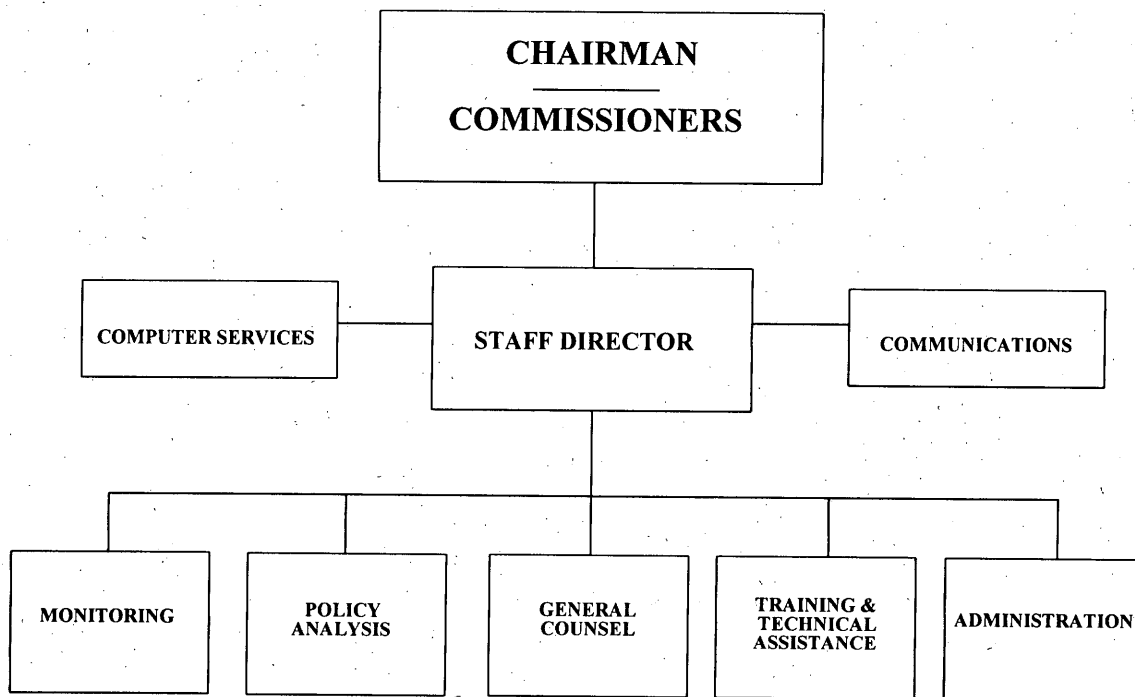 CHAIRMAN
COMMISSIONERS
COMPUTER SERVICES
STAFF DIRECTOR
COMMUNICATIONS
MONITORING
POLICY
ANALYSIS
GENERAL
COUNSEL
TRAINING &
TECHNICAL
ASSISTANCE
ADMINISTRATION